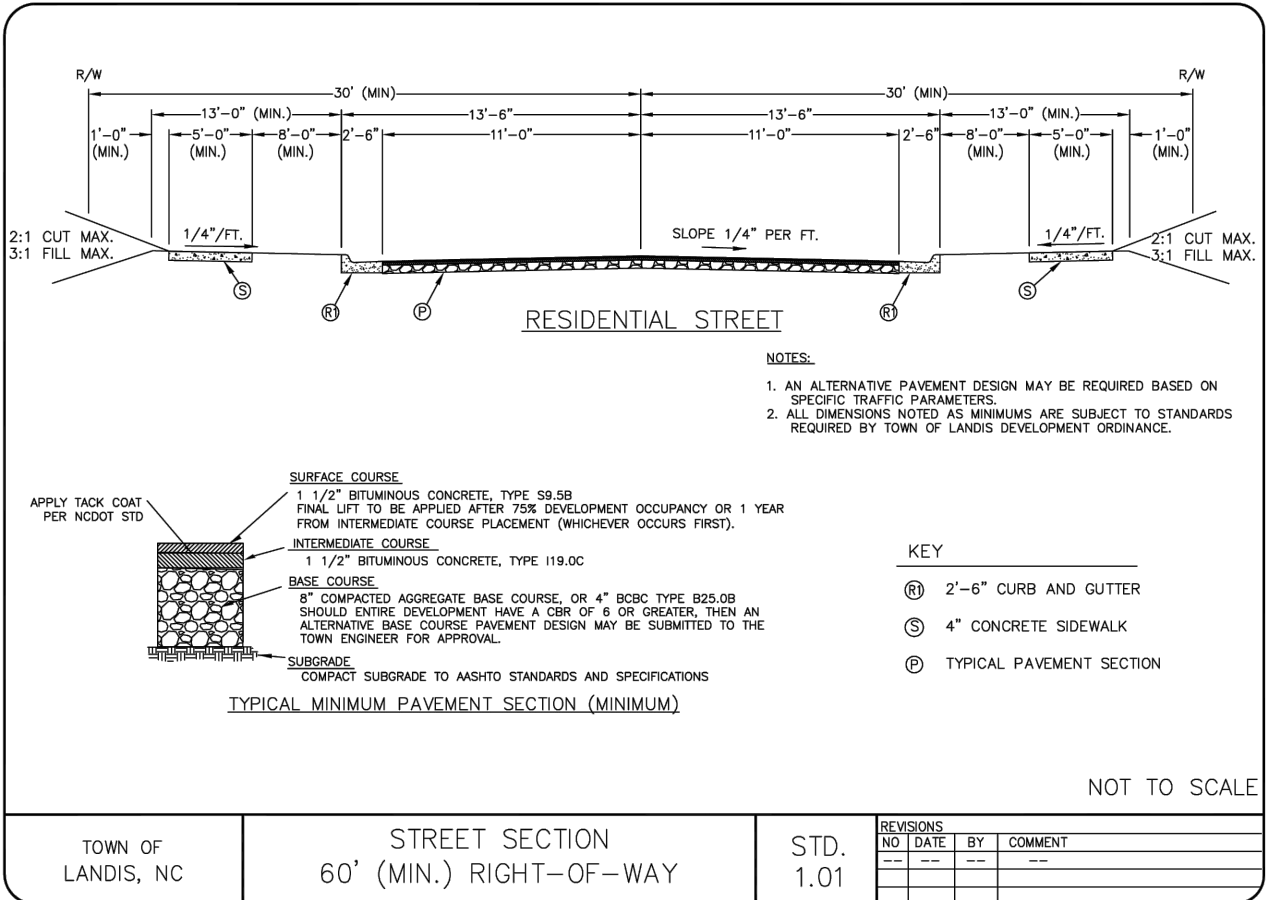 R/W R/W
30' (MIN) 30' (MIN)
13'-0" (MIN.) 13'-6" 13'-6" 13'-0" (MIN.)
1'-0" 5'-0" 8'-0" 2'-6" 11'-0" 11'-0" 2'-6" 8'-0" 5'-0" 1'-0"
(MIN.) (MIN.) (MIN.) (MIN.) (MIN.) (MIN.)
2:1 CUT MAX. 1/4"/FT. SLOPE 1/4" PER FT. 1/4"/FT. 2:1 CUT MAX.
3:1 FILL MAX. 3:1 FILL MAX.
S R1 P R1 S
RESIDENTIAL STREET
NOTES:
1. AN ALTERNATIVE PAVEMENT DESIGN MAY BE REQUIRED BASED ON
SPECIFIC TRAFFIC PARAMETERS.
2. ALL DIMENSIONS NOTED AS MINIMUMS ARE SUBJECT TO STANDARDS
REQUIRED BY TOWN OF LANDIS DEVELOPMENT ORDINANCE.
APPLY TACK COAT
PER NCDOT STD
SURFACE COURSE
1 1/2" BITUMINOUS CONCRETE, TYPE S9.5B
FINAL LIFT TO BE APPLIED AFTER 75% DEVELOPMENT OCCUPANCY OR 1 YEAR
FROM INTERMEDIATE COURSE PLACEMENT (WHICHEVER OCCURS FIRST).
INTERMEDIATE COURSE
1 1/2" BITUMINOUS CONCRETE, TYPE I19.0C
BASE COURSE
8" COMPACTED AGGREGATE BASE COURSE, OR 4" BCBC TYPE B25.0B
SHOULD ENTIRE DEVELOPMENT HAVE A CBR OF 6 OR GREATER, THEN AN
ALTERNATIVE BASE COURSE PAVEMENT DESIGN MAY BE SUBMITTED TO THE
TOWN ENGINEER FOR APPROVAL.
SUBGRADE
COMPACT SUBGRADE TO AASHTO STANDARDS AND SPECIFICATIONS
TYPICAL MINIMUM PAVEMENT SECTION (MINIMUM)
KEY
R1 2'-6" CURB AND GUTTER
S 4" CONCRETE SIDEWALK
P TYPICAL PAVEMENT SECTION
NOT TO SCALE
TOWN OF
LANDIS, NC
STREET SECTION
60' (MIN.) RIGHT-OF-WAY
STD.
1.01
REVISIONS
NO DATE BY COMMENT
-- -- -- --